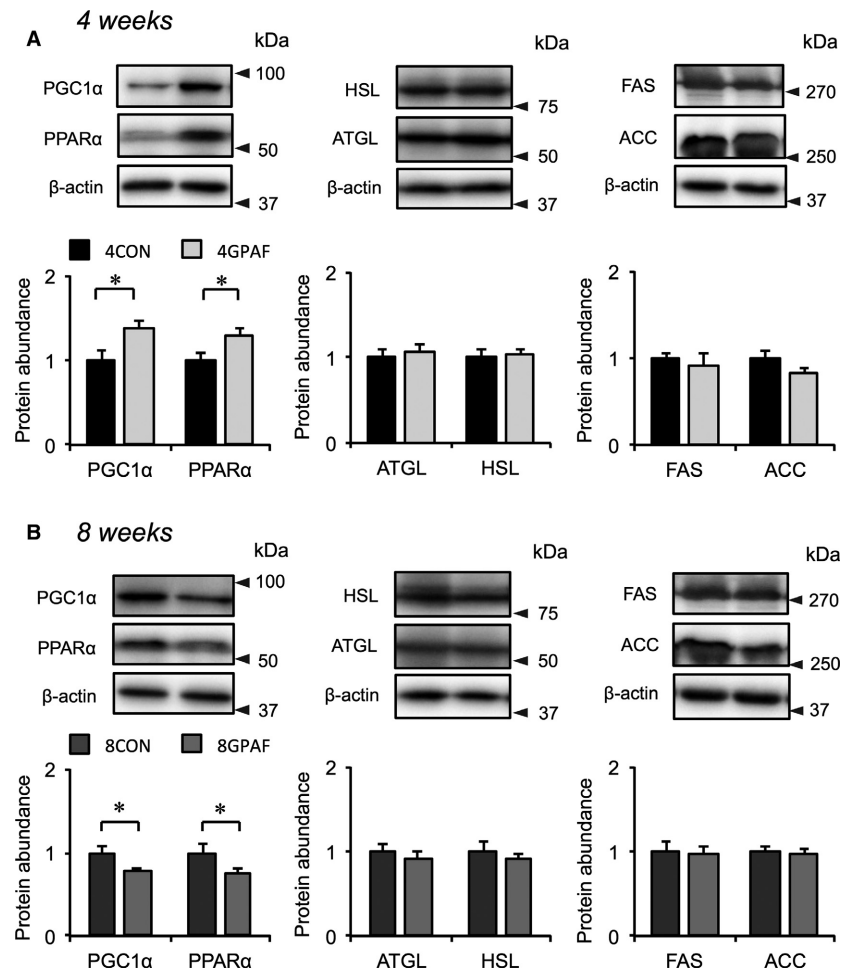 4 weeks
A
kDa
PGC1α
100
PPARα
50
β-actin
37
kDa
HSL
75
ATGL
50
β-actin
37
kDa
FAS
270
ACC
250
β-actin
37
4CON 4GPAF
Protein abundance
2
1
0
*
*
PGC1α PPARα
Protein abundance
2
1
0
ATGL HSL
Protein abundance
2
1
0
FAS ACC
B 8 weeks
kDa
PGC1α
100
PPARα
50
β-actin
37
kDa
HSL
75
ATGL
50
β-actin
37
kDa
FAS
270
ACC
250
β-actin
37
8CON 8GPAF
Protein abundance
2
1
0
*
*
PGC1α PPARα
Protein abundance
2
1
0
ATGL HSL
Protein abundance
2
1
0
FAS ACC